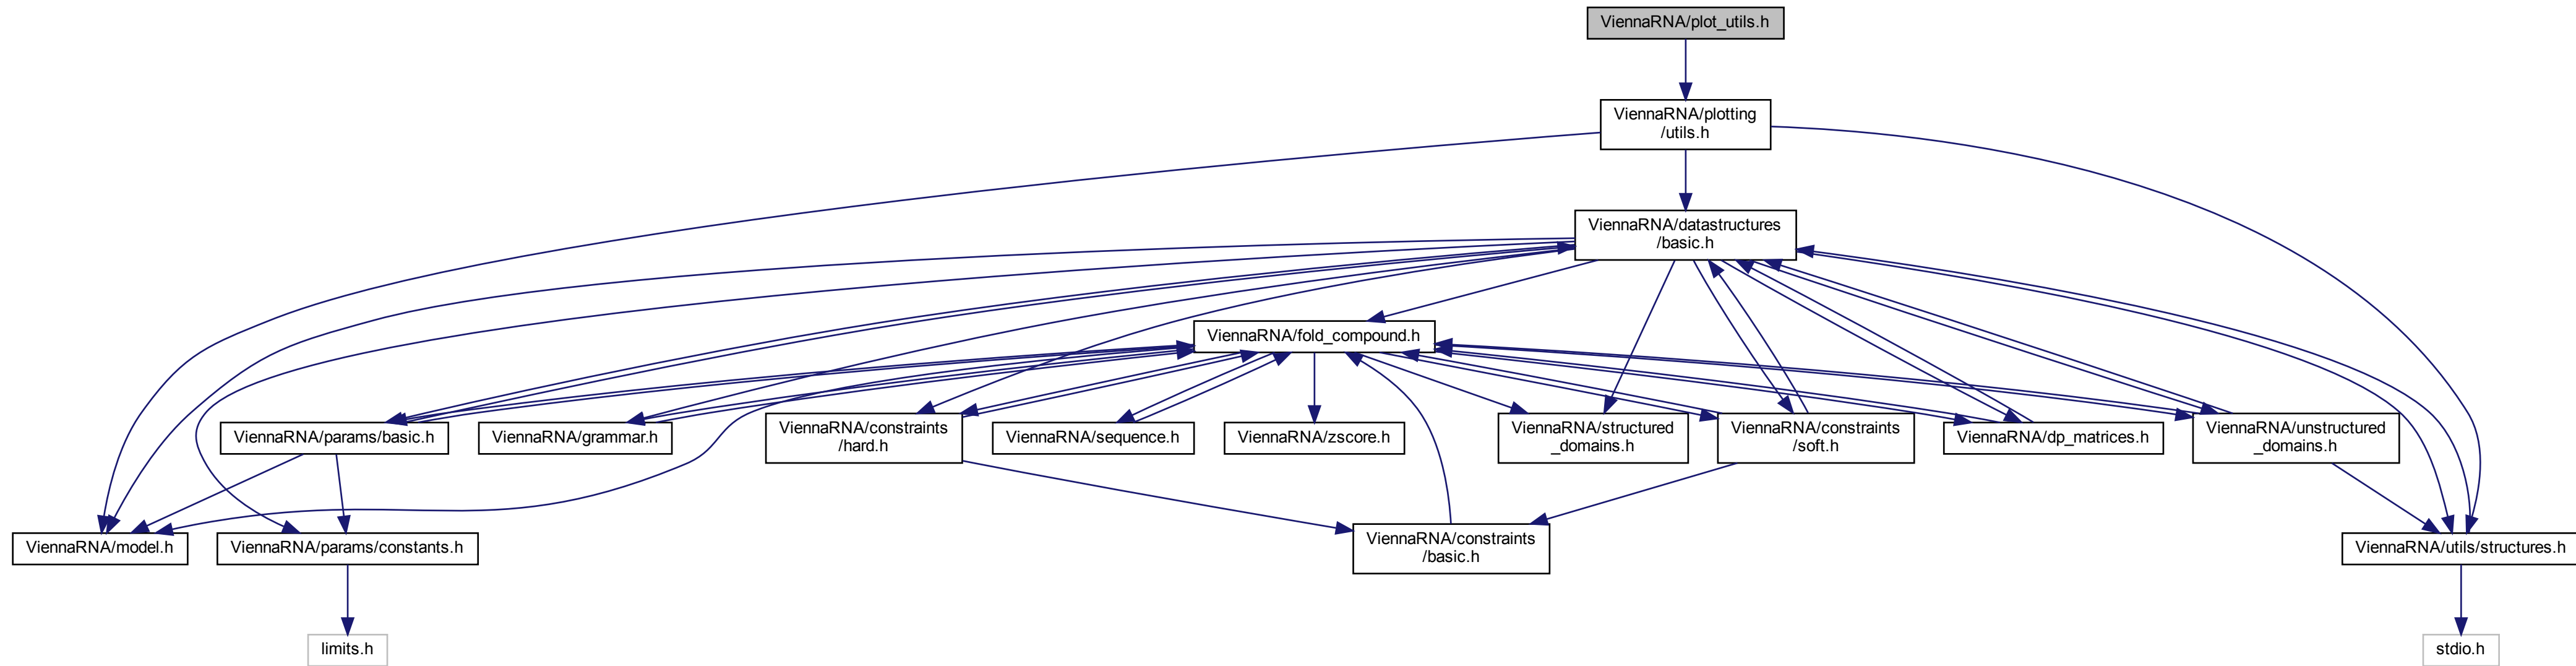 ViennaRNA/plot_utils.h
ViennaRNA/plotting
/utils.h
ViennaRNA/datastructures
/basic.h
ViennaRNA/fold_compound.h
ViennaRNA/params/basic.h
ViennaRNA/grammar.h
ViennaRNA/constraints
/hard.h
ViennaRNA/sequence.h
ViennaRNA/zscore.h
ViennaRNA/structured
_domains.h
ViennaRNA/constraints
/soft.h
ViennaRNA/dp_matrices.h
ViennaRNA/unstructured
_domains.h
ViennaRNA/model.h
ViennaRNA/params/constants.h
ViennaRNA/constraints
/basic.h
ViennaRNA/utils/structures.h
limits.h
stdio.h